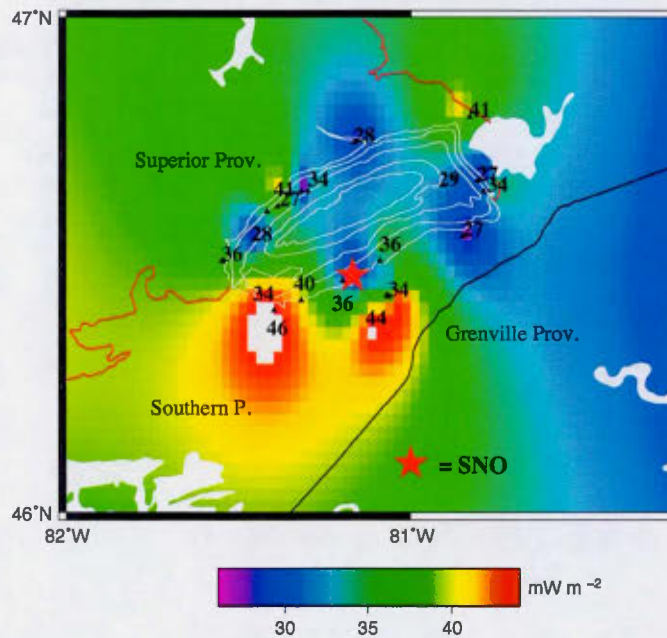 47°N
41
28
Superior Prov.
41 34
27
29
27
34
28
27
36
36
34
40
34
36
46
44
Grenville Prov.
Southern P.
= SNO
46°N
82°W
81°W
mW m −2
30
35
40